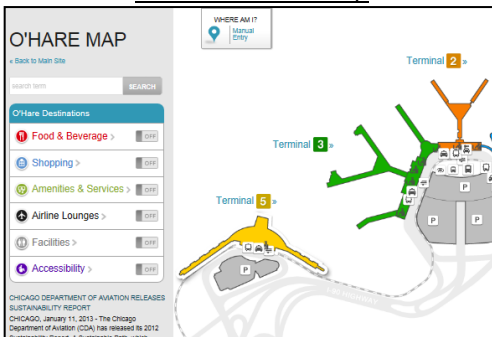 O'HARE MAP
« Back to Main Site
search term
SEARCH
O'Hare Destinations
Food & Beverage >
OFF
Shopping >
OFF
Amenities & Services >
OFF
Airline Lounges >
OFF
Facilities >
OFF
Accessibility >
OFF
CHICAGO DEPARTMENT OF AVIATION RELEASES
SUSTAINABILITY REPORT
CHICAGO, January 11, 2013 - The Chicago
Department of Aviation (CDA) has released its 2012
WHERE AM I?
Manual
Entry
Terminal 2 »
Terminal 3 »
Terminal 5 »
P
P
P
P